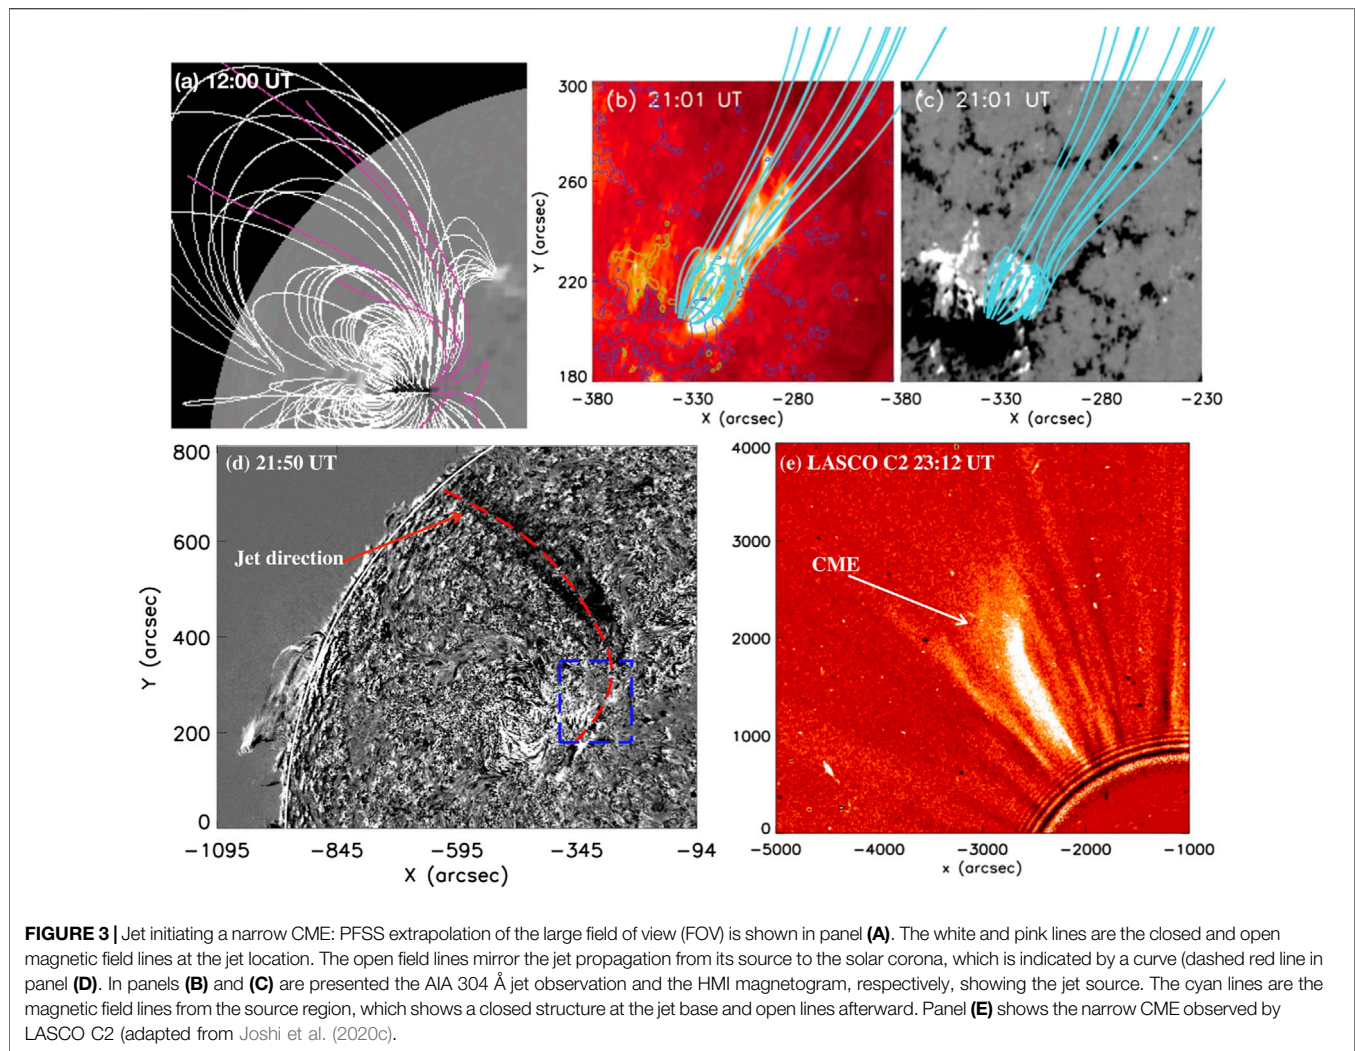 (a) 12:00 UT
(b) 21:01 UT
(c) 21:01 UT
300
260
220
180
Y (arcsec)
-380 -330 -280 -380 -330 -280 -230
X (arcsec) X (arcsec)
(d) 21:50 UT
Jet direction
800
600
400
200
0
Y (arcsec)
-1095 -845 -595 -345 -94
X (arcsec)
(e) LASCO C2 23:12 UT
CME
4000
3000
2000
1000
0
-5000 -4000 -3000 -2000 -1000
x (arcsec)
FIGURE 3 | Jet initiating a narrow CME: PFSS extrapolation of the large field of view (FOV) is shown in panel (A). The white and pink lines are the closed and open
magnetic field lines at the jet location. The open field lines mirror the jet propagation from its source to the solar corona, which is indicated by a curve (dashed red line in
panel (D). In panels (B) and (C) are presented the AIA 304 Å jet observation and the HMI magnetogram, respectively, showing the jet source. The cyan lines are the
magnetic field lines from the source region, which shows a closed structure at the jet base and open lines afterward. Panel (E) shows the narrow CME observed by
LASCO C2 (adapted from Joshi et al. (2020c).